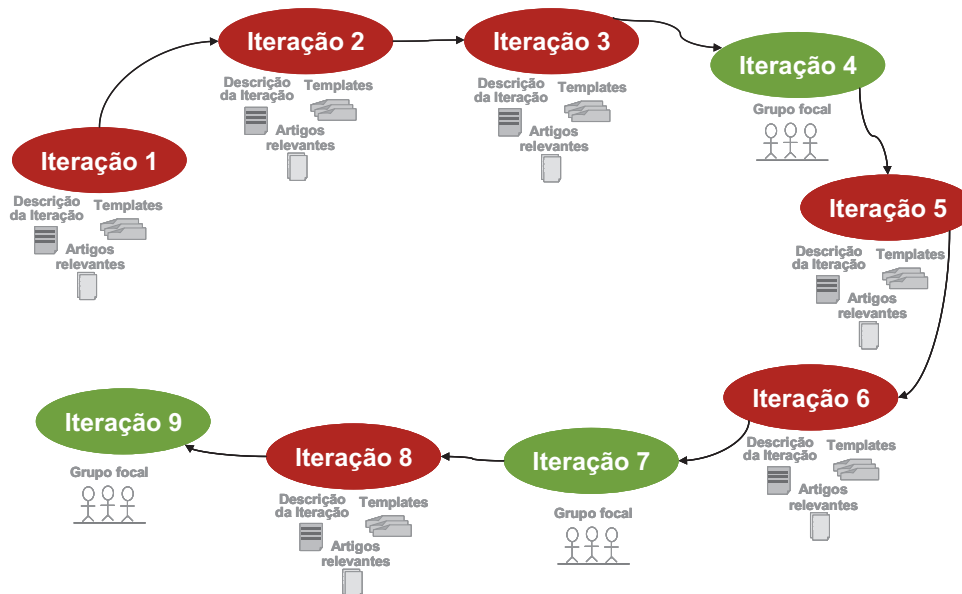 Iteração 1
Descrição
da Iteração
Templates
Artigos
relevantes
Iteração 2
Descrição
da Iteração
Templates
Artigos
relevantes
Iteração 3
Descrição
da Iteração
Templates
Artigos
relevantes
Iteração 4
Grupo focal
Iteração 5
Descrição
da Iteração
Templates
Artigos
relevantes
Iteração 6
Descrição
da Iteração
Templates
Artigos
relevantes
Iteração 7
Grupo focal
Iteração 8
Descrição
da Iteração
Templates
Artigos
relevantes
Iteração 9
Grupo focal